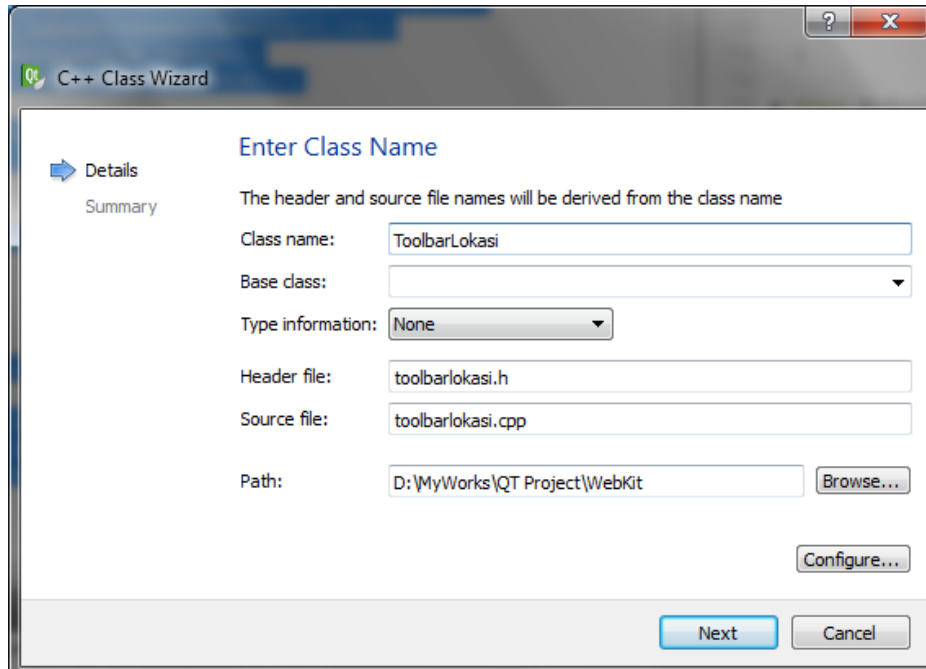 Qt C++ Class Wizard
Details
Summary
Enter Class Name
The header and source file names will be derived from the class name
Class name: ToolbarLokasi
Base class:
Type information: None
Header file: toolbarlokasi.h
Source file: toolbarlokasi.cpp
Path: D:\MyWorks\QT Project\WebKit Browse...
Configure...
Next Cancel